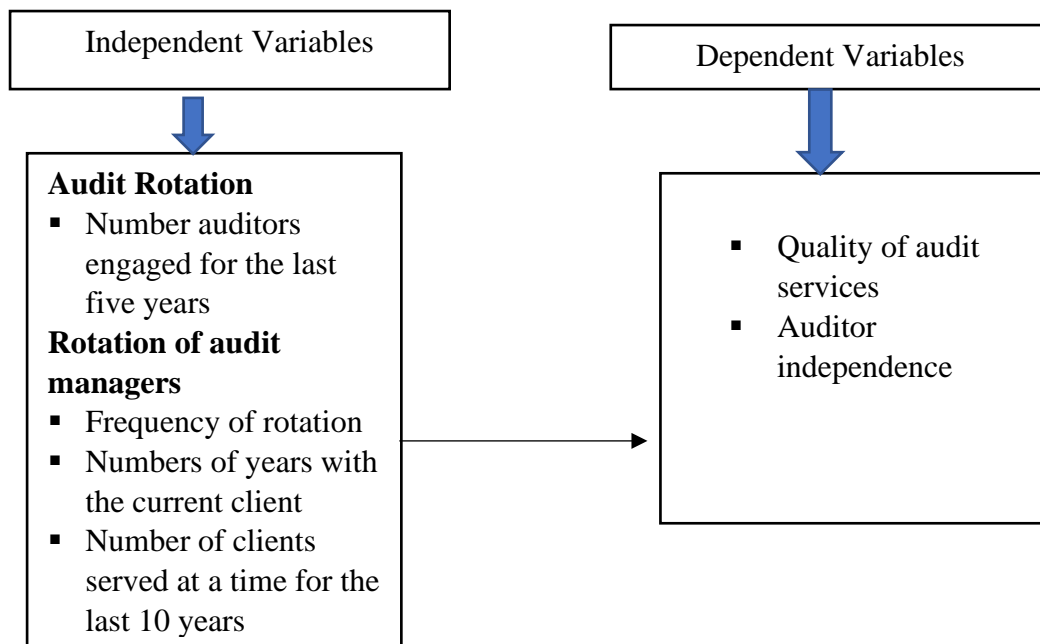 Independent Variables
Dependent Variables
Audit Rotation
▪ Number auditors
engaged for the last
five years
Rotation of audit
managers
▪ Frequency of rotation
▪ Numbers of years with
the current client
▪ Number of clients
served at a time for the
last 10 years
▪ Quality of audit
services
▪ Auditor
independence